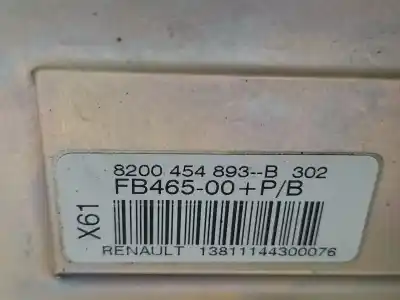 8200 454 893--B 302
FB465-00+P/B
X61
RENAULT 13811144300076